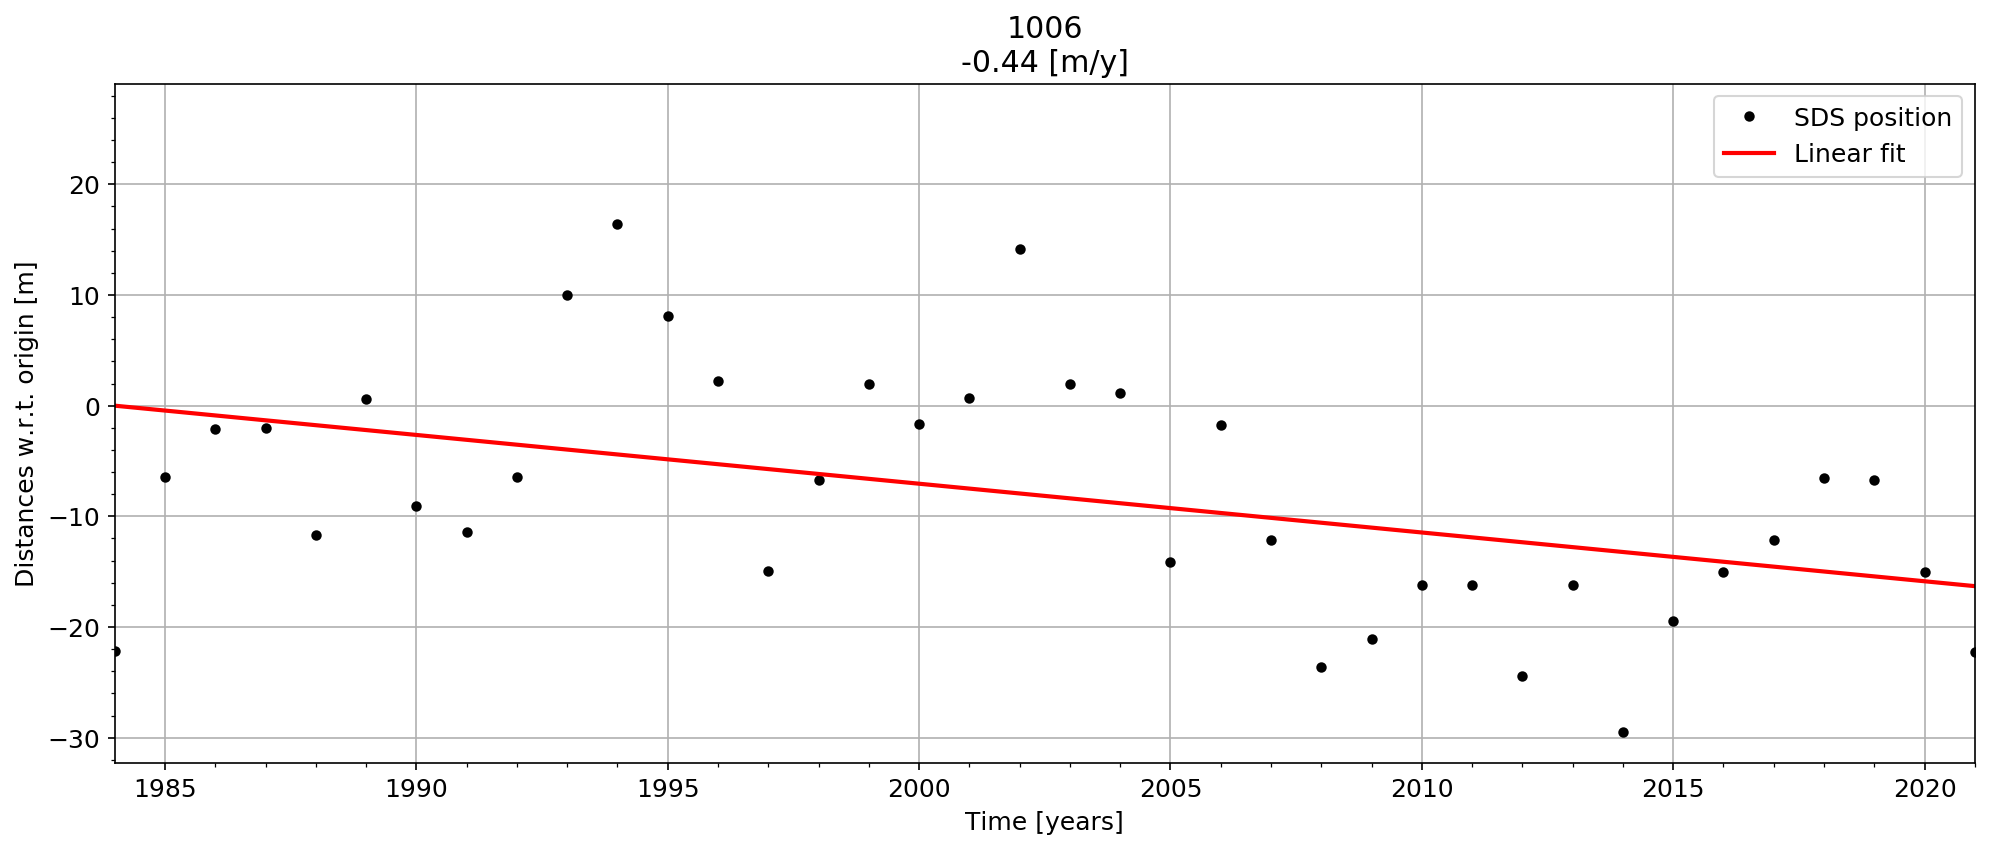 1006
-0.44 [m/y]
SDS position
Linear fit
Distances w.r.t. origin [m]
20
10
0
−10
−20
−30
1985 1990 1995 2000 2005 2010 2015 2020
Time [years]